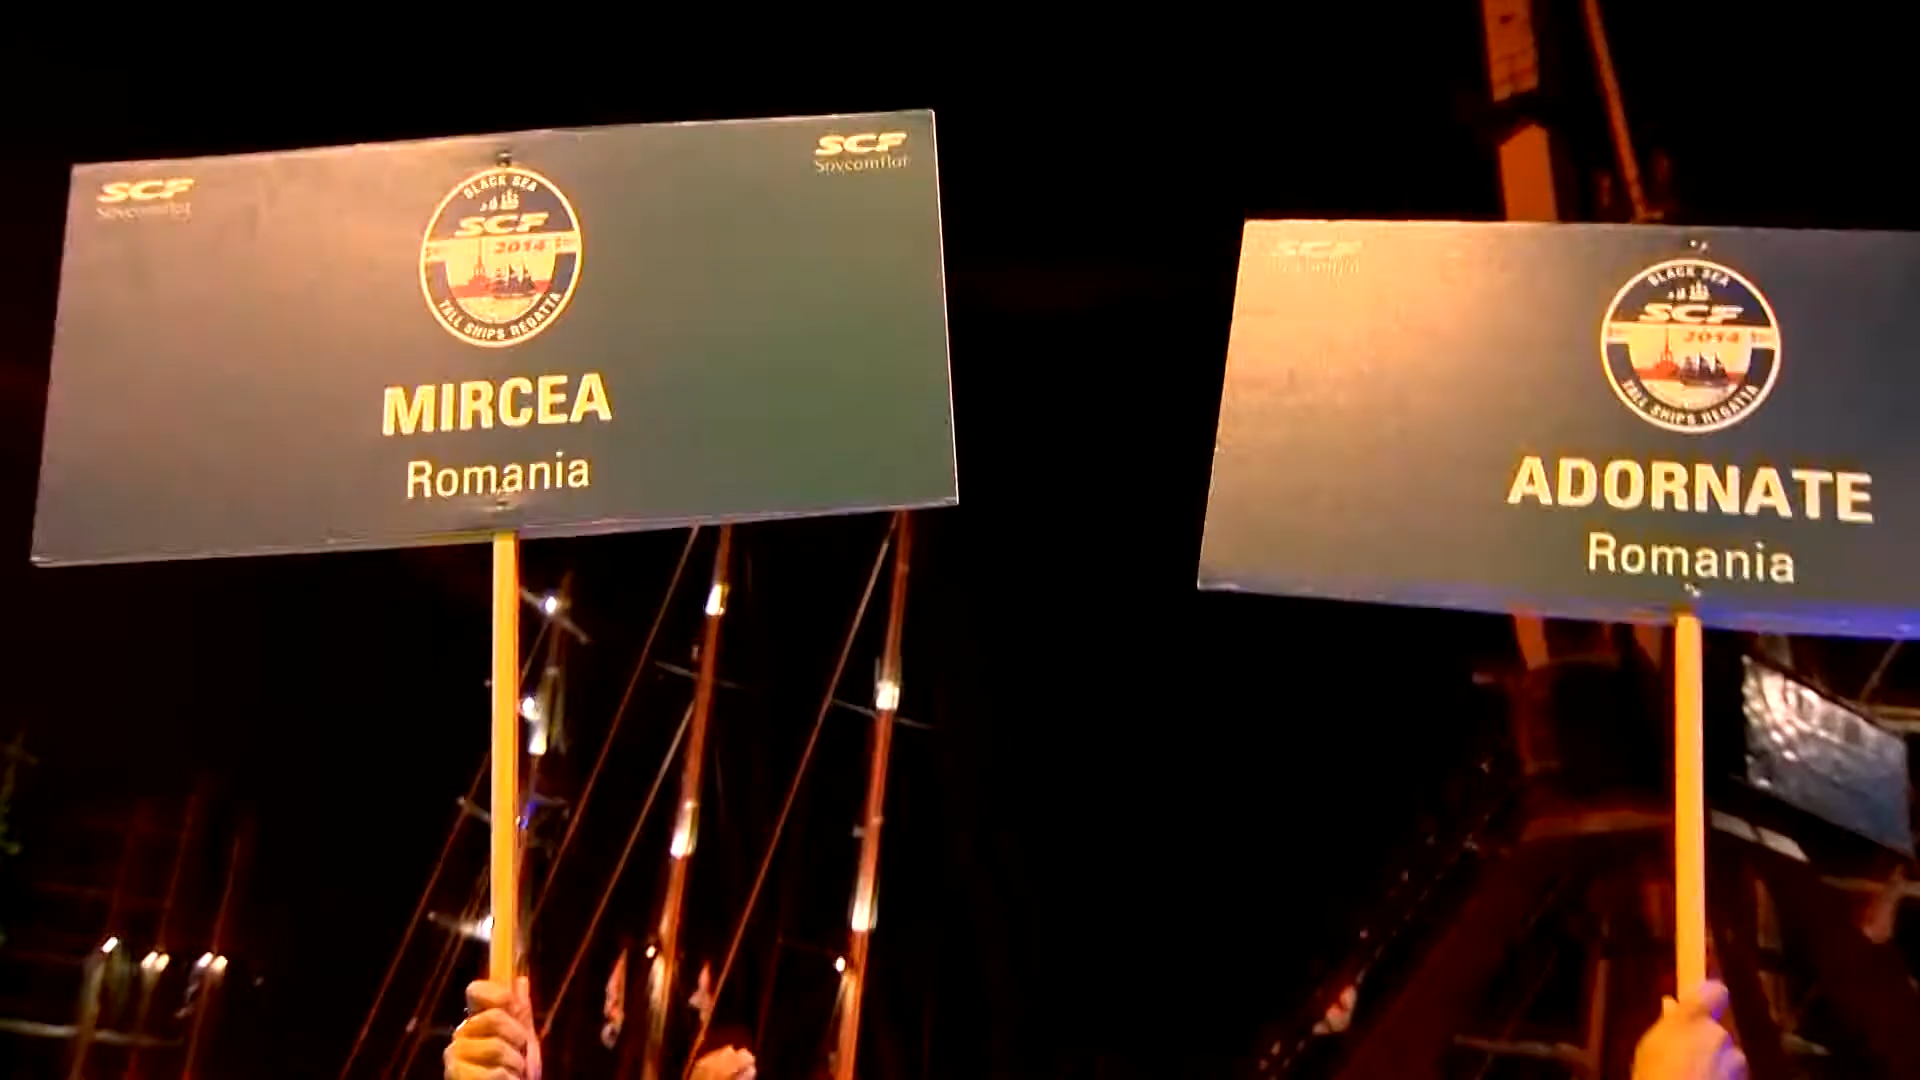 SCF
Sovcomflot
SCF
Sovcomflot
BLACK SEA
SCF
2014
TALL SHIPS REGATTA
MIRCEA
Romania
SCF
BLACK SEA
SCF
2014
TALL SHIPS REGATTA
ADORNATE
Romania